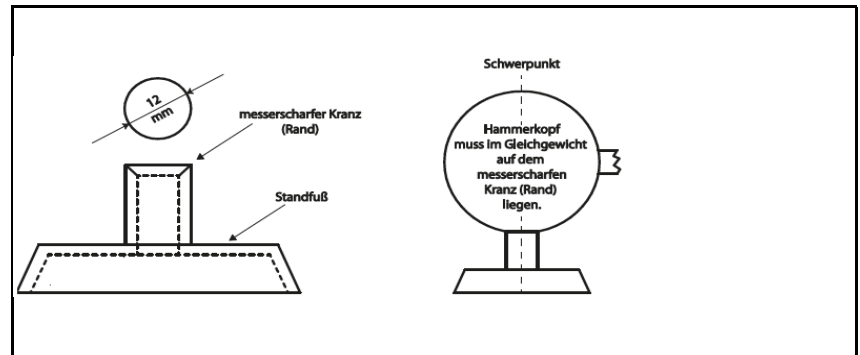 12
mm
messerscharfer Kranz
(Rand)
Standfuß
Schwerpunkt
Hammerkopf
muss im Gleichgewicht
auf dem
messerscharfen
Kranz (Rand)
liegen.